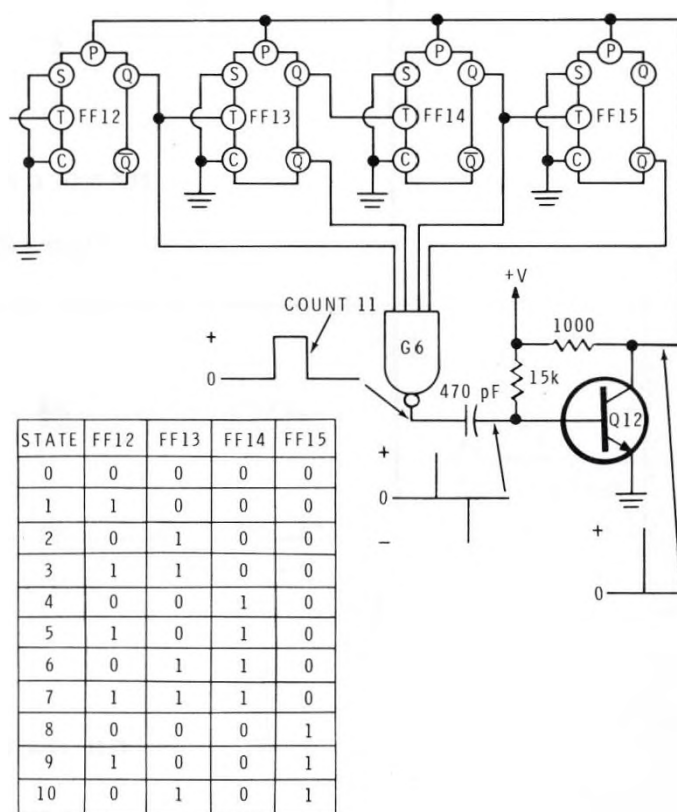 P P P P
S Q S Q S Q S Q
T FF12 T FF13 T FF14 T FF15
C Q̅ C Q̅ C Q̅ C Q̅
+V
COUNT 11
1000
+
G6
15k
0
470 pF
Q12
+
0
−
+
0
STATE FF12 FF13 FF14 FF15
0 0 0 0 0
1 1 0 0 0
2 0 1 0 0
3 1 1 0 0
4 0 0 1 0
5 1 0 1 0
6 0 1 1 0
7 1 1 1 0
8 0 0 0 1
9 1 0 0 1
10 0 1 0 1